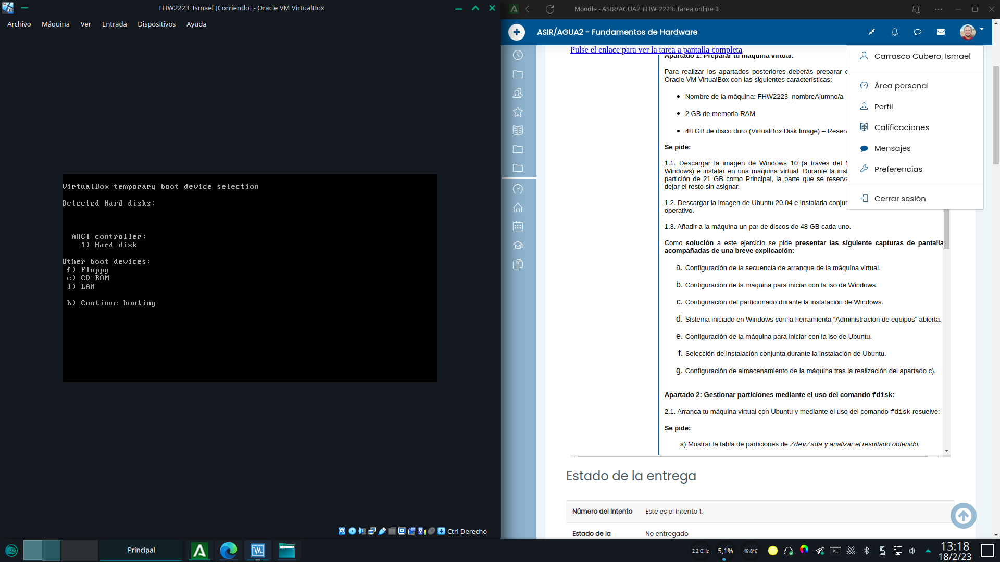 FHW2223_Ismael [Corriendo] - Oracle VM VirtualBox
Archivo Máquina Ver Entrada Dispositivos Ayuda
VirtualBox temporary boot device selection
Detected Hard disks:
AHCI controller:
1) Hard disk
Other boot devices:
f) Floppy
c) CD-ROM
l) LAN
b) Continue booting
Ctrl Derecho
Moodle - ASIR/AGUA2_FHW_2223: Tarea online 3
ASIR/AGUA2 - Fundamentos de Hardware
Pulse el enlace para ver la tarea a pantalla completa
Apartado 1. Preparar tu máquina virtual.
Para realizar los apartados posteriores deberás preparar
Oracle VM VirtualBox con las siguientes características:
Nombre de la máquina: FHW2223_nombreAlumno/a
2 GB de memoria RAM
48 GB de disco duro (VirtualBox Disk Image) – Reserv
Se pide:
1.1. Descargar la imagen de Windows 10 (a través del
Windows) e instalar en una máquina virtual. Durante la inst
partición de 21 GB como Principal, la parte que se reserva
dejar el resto sin asignar.
1.2. Descargar la imagen de Ubuntu 20.04 e instalarla conjun
operativo.
1.3. Añadir a la máquina un par de discos de 48 GB cada uno.
Como solución a este ejercicio se pide presentar las siguiente capturas de pantalla
acompañadas de una breve explicación:
a. Configuración de la secuencia de arranque de la máquina virtual.
b. Configuración de la máquina para iniciar con la iso de Windows.
c. Configuración del particionado durante la instalación de Windows.
d. Sistema iniciado en Windows con la herramienta “Administración de equipos” abierta.
e. Configuración de la máquina para iniciar con la iso de Ubuntu.
f. Selección de instalación conjunta durante la instalación de Ubuntu.
g. Configuración de almacenamiento de la máquina tras la realización del apartado c).
Apartado 2: Gestionar particiones mediante el uso del comando fdisk:
2.1. Arranca tu máquina virtual con Ubuntu y mediante el uso del comando fdisk resuelve:
Se pide:
a) Mostrar la tabla de particiones de /dev/sda y analizar el resultado obtenido.
Carrasco Cubero, Ismael
Área personal
Perfil
Calificaciones
Mensajes
Preferencias
Cerrar sesión
Estado de la entrega
Número del intento Este es el intento 1.
Estado de la No entregado
Principal
2,2 GHz 5,1% 49,8°C
13:18
18/2/23